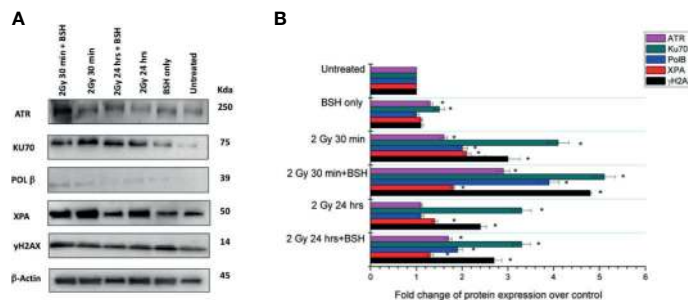 A
2Gy 30 min + BSH
2Gy 30 min
2Gy 24 hrs + BSH
2Gy 24 hrs
BSH only
Untreated
Kda
ATR
250
KU70
75
POL β
39
XPA
50
γH2AX
14
β-Actin
45
B
ATR
Ku70
PolB
XPA
γH2AX
Untreated
BSH only
2 Gy 30 min
2 Gy 30 min+BSH
2 Gy 24 hrs
2 Gy 24 hrs+BSH
0
1
2
3
4
5
6
Fold change of protein expression over control